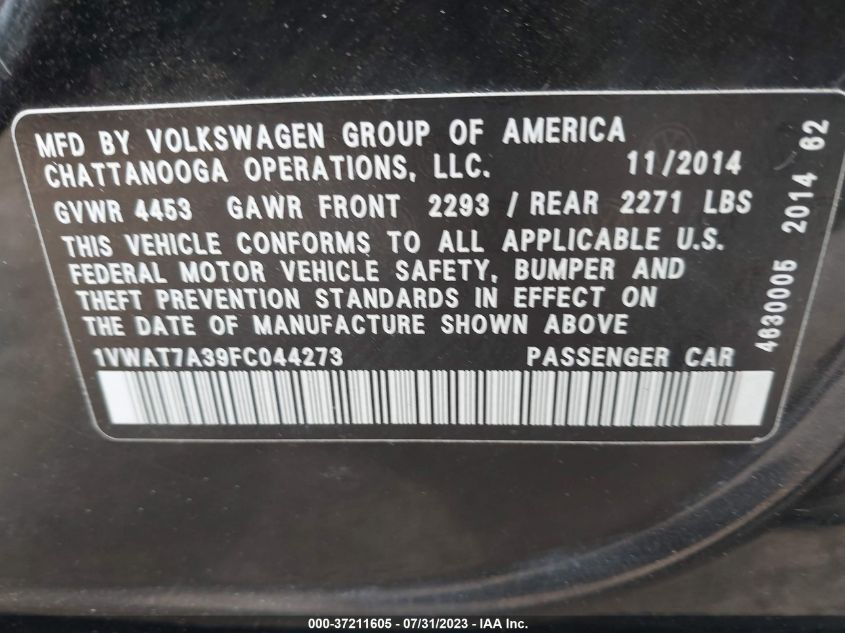 MFD BY VOLKSWAGEN GROUP OF AMERICA
CHATTANOOGA OPERATIONS, LLC. 11/2014
GVWR 4453 GAWR FRONT 2293 / REAR 2271 LBS
THIS VEHICLE CONFORMS TO ALL APPLICABLE U.S.
FEDERAL MOTOR VEHICLE SAFETY, BUMPER AND
THEFT PREVENTION STANDARDS IN EFFECT ON
THE DATE OF MANUFACTURE SHOWN ABOVE
1VWAT7A39FC044273 PASSENGER CAR
4630005 2014 62
000-37211605 - 07/31/2023 - IAA Inc.